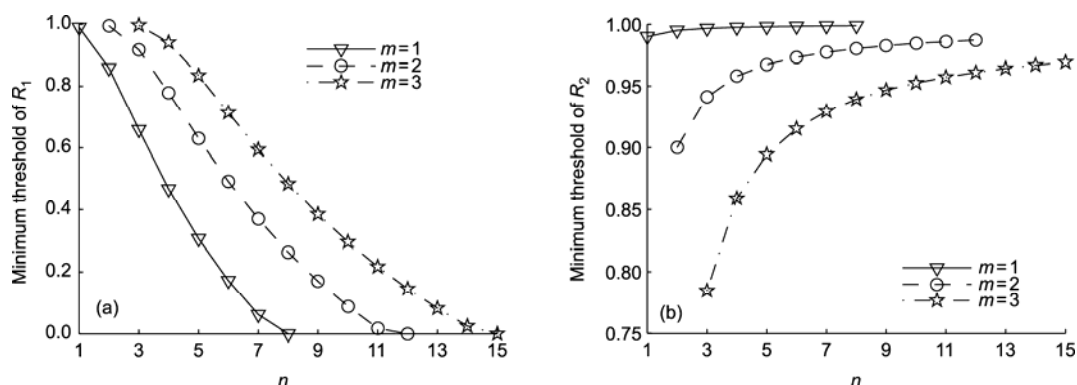 Minimum threshold of R1
1.0
0.8
0.6
0.4
0.2
0.0
m=1
m=2
m=3
(a)
1 3 5 7 9 11 13 15
n
Minimum threshold of R2
1.00
0.95
0.90
0.85
0.80
0.75
m=1
m=2
m=3
(b)
1 3 5 7 9 11 13 15
n